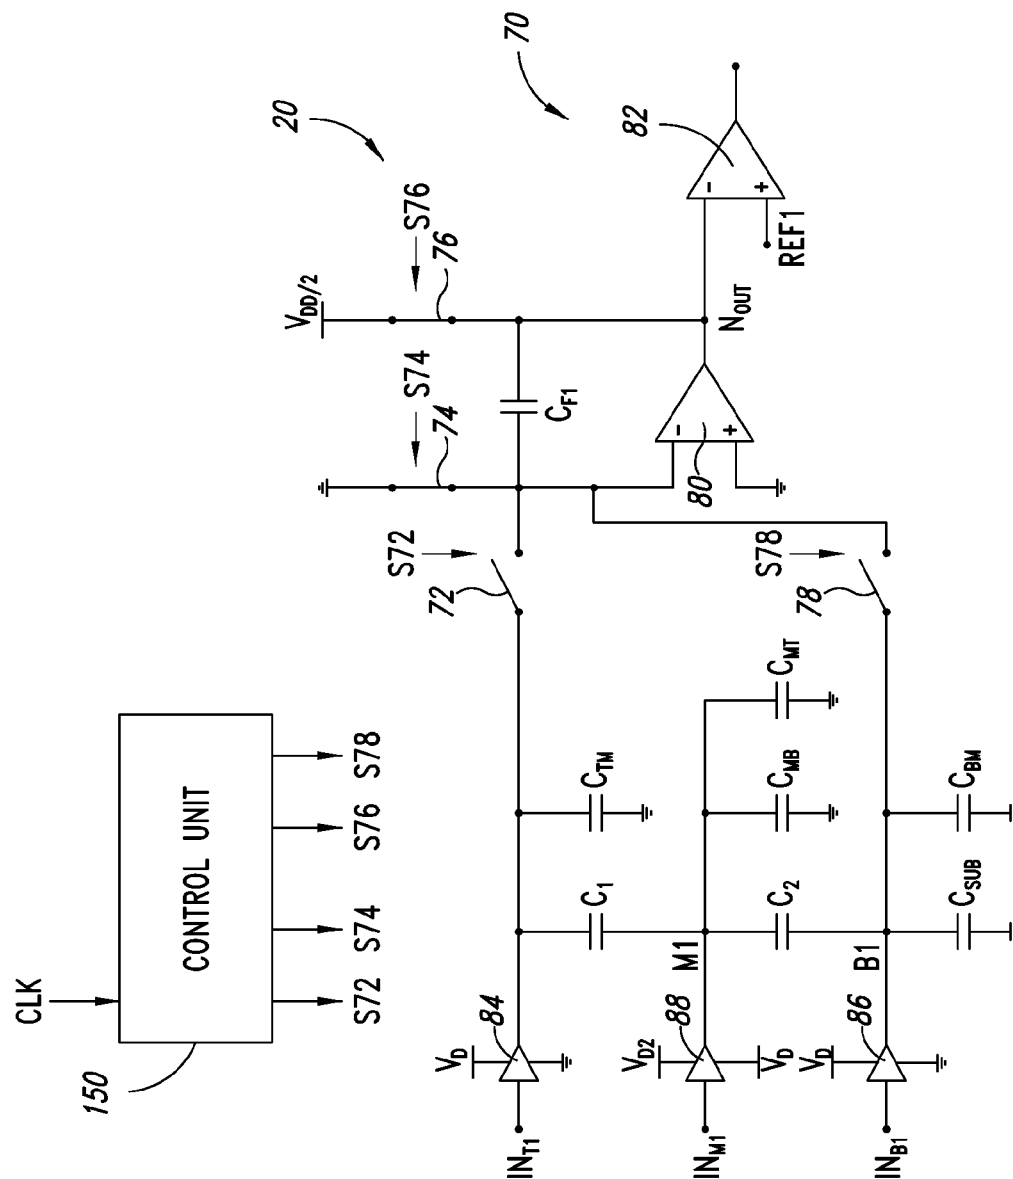 CLK
150
CONTROL UNIT
S72
S74
S76
S78
20
70
V_DD/2
S74
74
S76
76
C_F1
S72
72
80
-
+
N_OUT
82
-
+
REF1
S78
78
IN_T1
V_D
84
C_1
C_TM
IN_M1
V_D2
V_D
88
M1
C_MB
C_MT
C_2
IN_B1
V_D
86
B1
C_SUB
C_BM